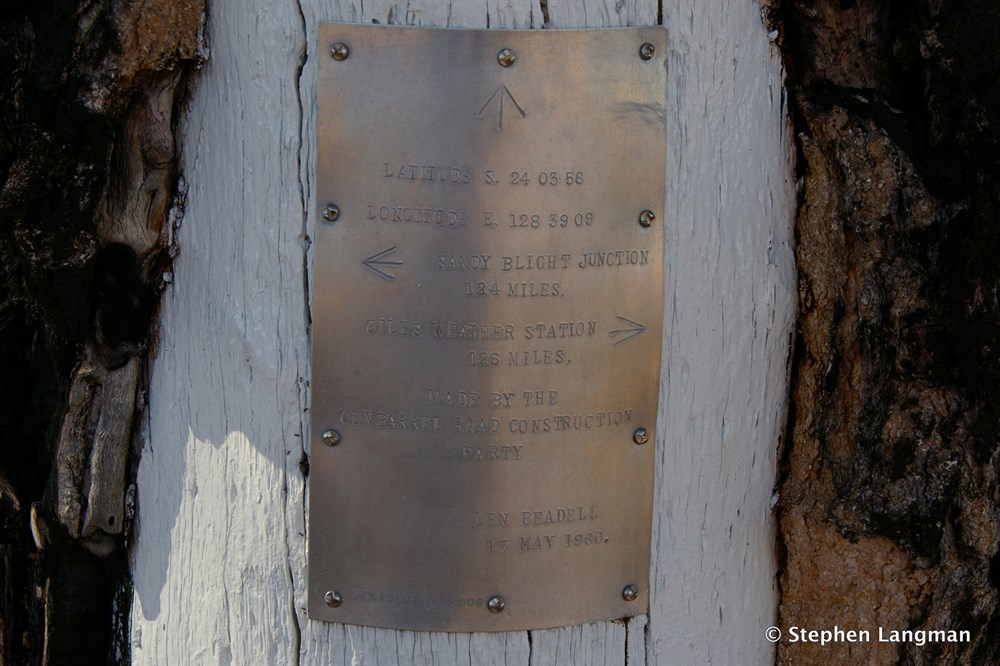 LATITUDE S. 24 03 56
LONGITUDE E. 128 39 09
SANDY BLIGHT JUNCTION
124 MILES.
GILES WEATHER STATION
126 MILES.
MADE BY THE
GUNBARREL ROAD CONSTRUCTION
PARTY
LEN BEADELL
17 MAY 1960.
© Stephen Langman